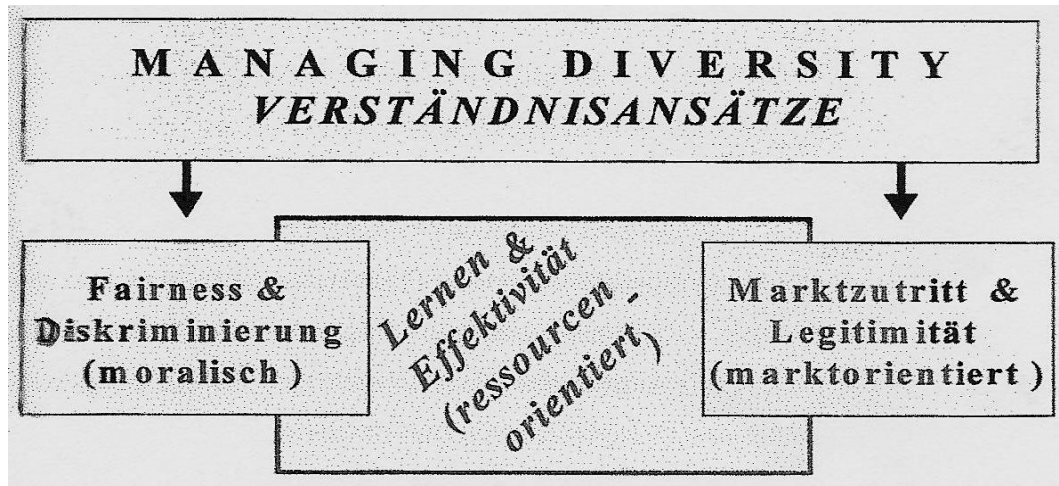 MANAGING DIVERSITY
VERSTÄNDNISANSÄTZE
Fairness &
Diskriminierung
(moralisch)
Lernen &
Effektivität
(ressourcen-
orientiert)
Marktzutritt &
Legitimität
(marktorientiert)